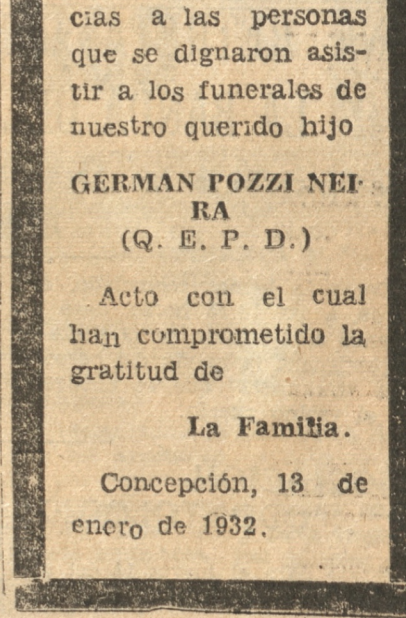 cias a las personas
que se dignaron asis-
tir a los funerales de
nuestro querido hijo
GERMAN POZZI NEI-
RA
(Q. E. P. D.)
Acto con el cual
han comprometido la
gratitud de
La Familia.
Concepción, 13 de
enero de 1932.